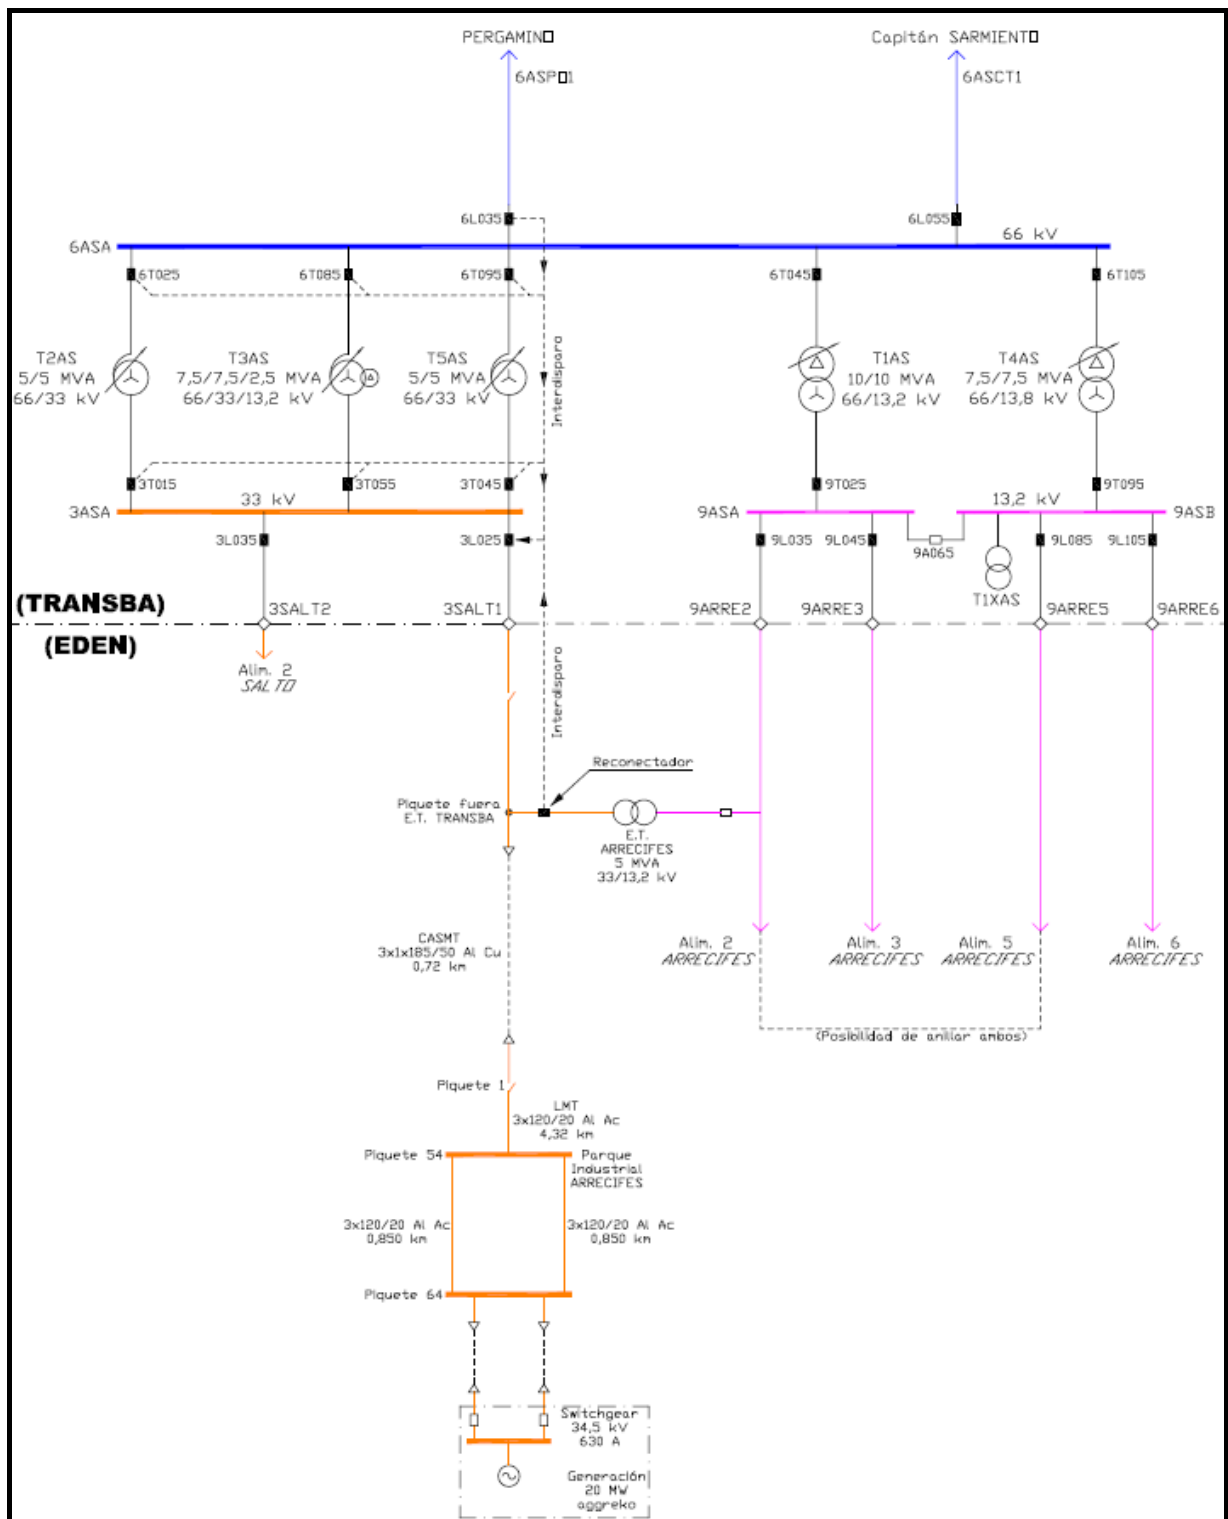 PERGAMINO
Capitán SARMIENTO
6ASPO1
6ASCT1
6L035
6L055
66 kV
6ASA
6T025
6T085
6T095
6T045
6T105
Interdisparo
T2AS
5/5 MVA
66/33 kV
T3AS
7,5/7,5/2,5 MVA
66/33/13,2 kV
T5AS
5/5 MVA
66/33 kV
T1AS
10/10 MVA
66/13,2 kV
T4AS
7,5/7,5 MVA
66/13,8 kV
3T015
3T055
3T045
9T025
9T095
33 kV
13,2 kV
3ASA
9ASA
9ASB
3L035
3L025
9L035
9L045
9A065
9L085
9L105
T1XAS
(TRANSBA)
3SALT2
3SALT1
9ARRE2
9ARRE3
9ARRE5
9ARRE6
(EDEN)
Alim. 2
SALTO
Interdisparo
Reconectador
Piquete fuera
E.T. TRANSBA
E.T.
ARRECIFES
5 MVA
33/13,2 kV
CASMT
3x1x185/50 Al Cu
0,72 km
Alim. 2
ARRECIFES
Alim. 3
ARRECIFES
Alim. 5
ARRECIFES
Alim. 6
ARRECIFES
(Posibilidad de anillar ambos)
Piquete 1
LMT
3x120/20 Al Ac
4,32 km
Piquete 54
Parque
Industrial
ARRECIFES
3x120/20 Al Ac
0,850 km
3x120/20 Al Ac
0,850 km
Piquete 64
Switchgear
34,5 kV
630 A
Generación
20 MW
aggreko